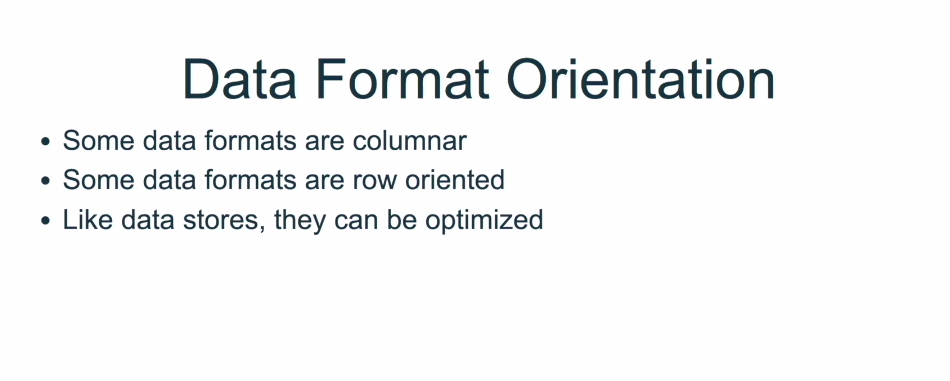 Data Format Orientation
• Some data formats are columnar
• Some data formats are row oriented
• Like data stores, they can be optimized